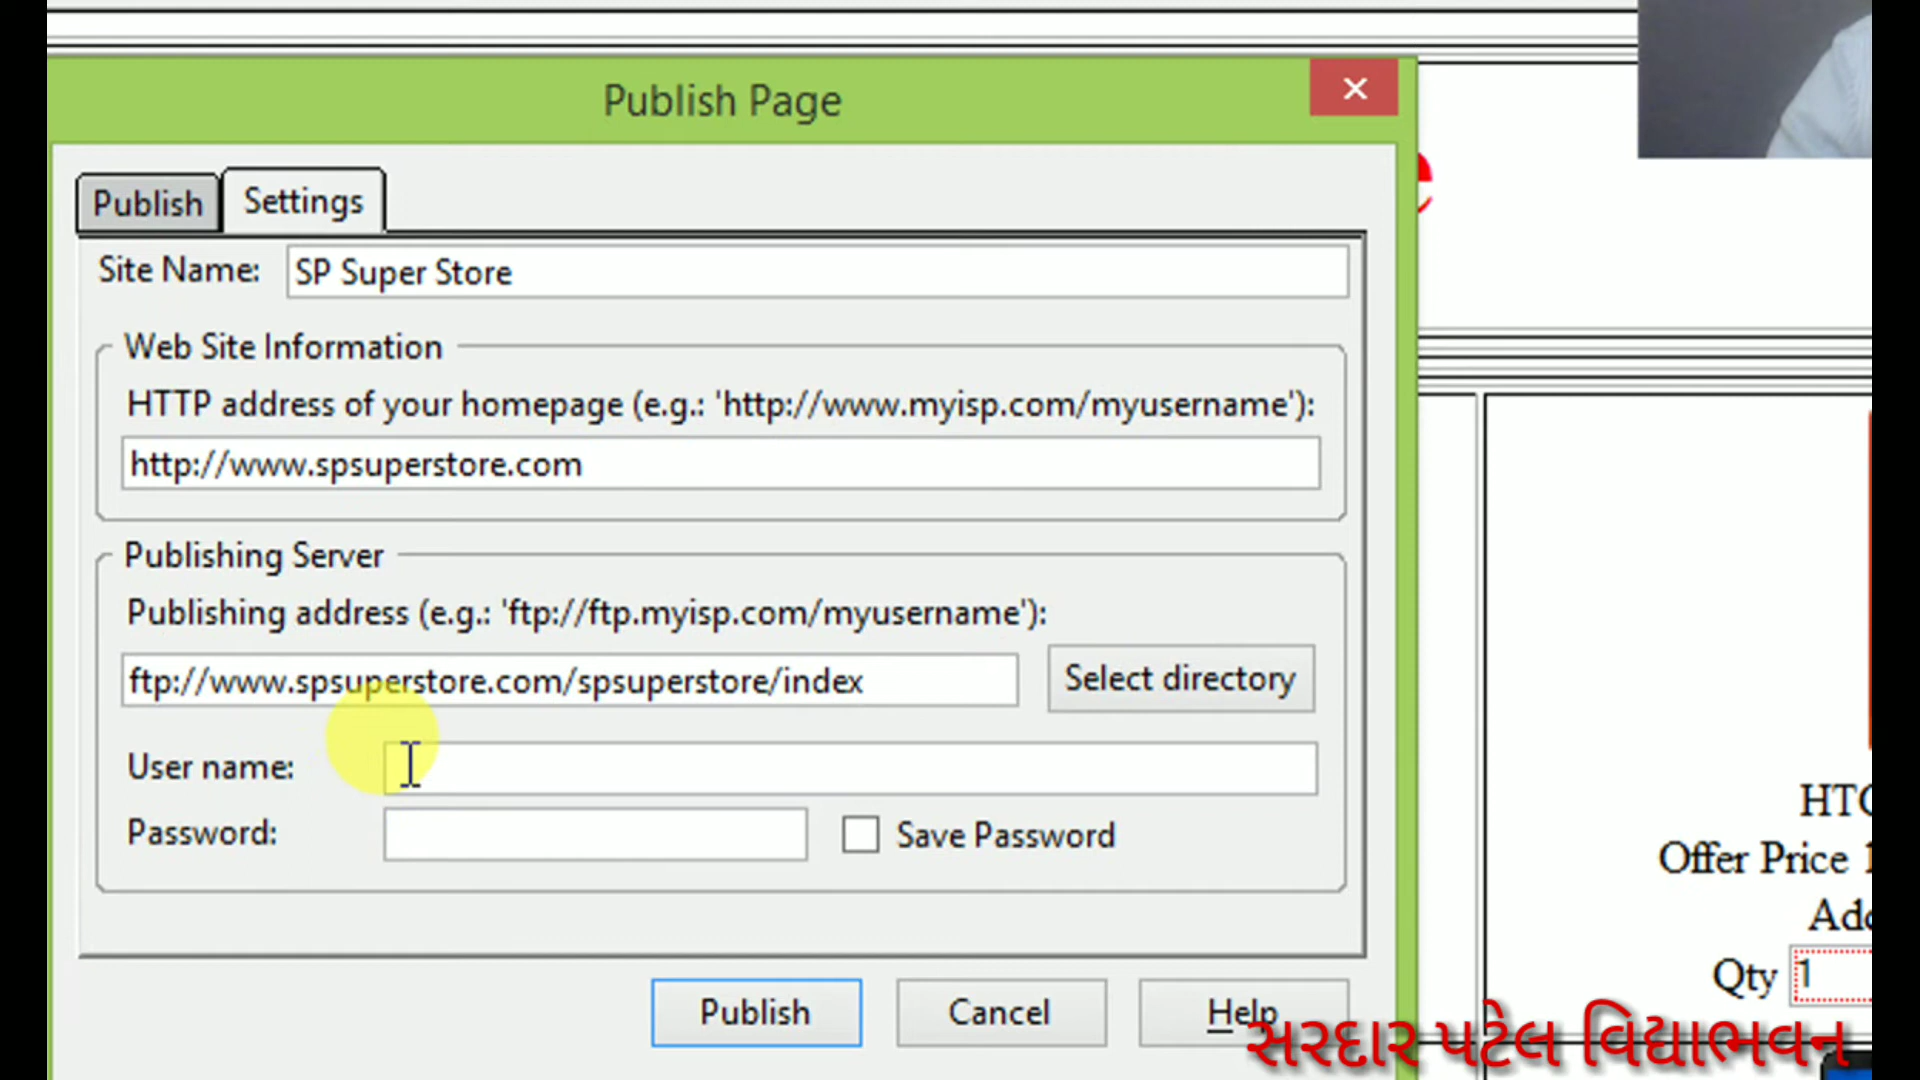 Publish Page
Publish
Settings
Site Name:
SP Super Store
Web Site Information
HTTP address of your homepage (e.g.: 'http://www.myisp.com/myusername'):
http://www.spsuperstore.com
Publishing Server
Publishing address (e.g.: 'ftp://ftp.myisp.com/myusername'):
ftp://www.spsuperstore.com/spsuperstore/index
Select directory
User name:
Password:
Save Password
Publish
Cancel
Help
Offer Price
Qty 1
સરદાર પટેલ વિદ્યાભવન